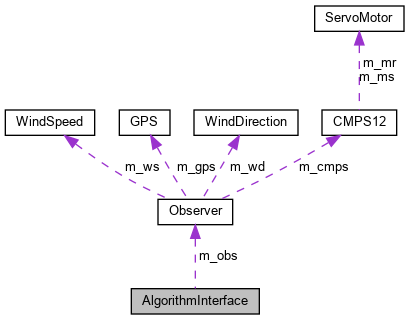 ServoMotor
m_mr
m_ms
WindSpeed
GPS
WindDirection
CMPS12
m_ws
m_gps
m_wd
m_cmps
Observer
m_obs
AlgorithmInterface